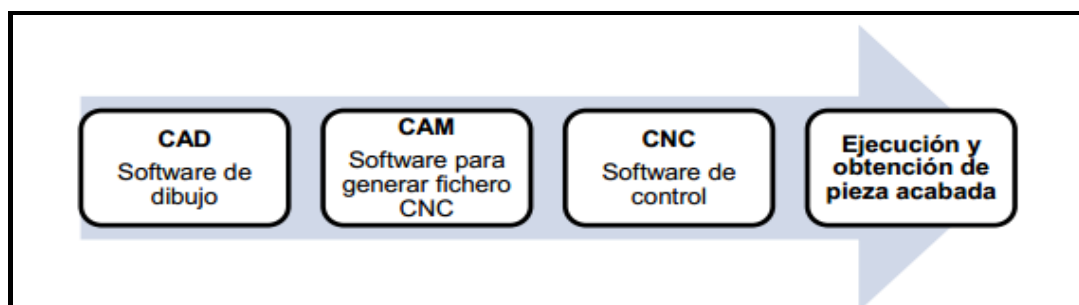 CAD
Software de
dibujo
CAM
Software para
generar fichero
CNC
CNC
Software de
control
Ejecución y
obtención de
pieza acabada